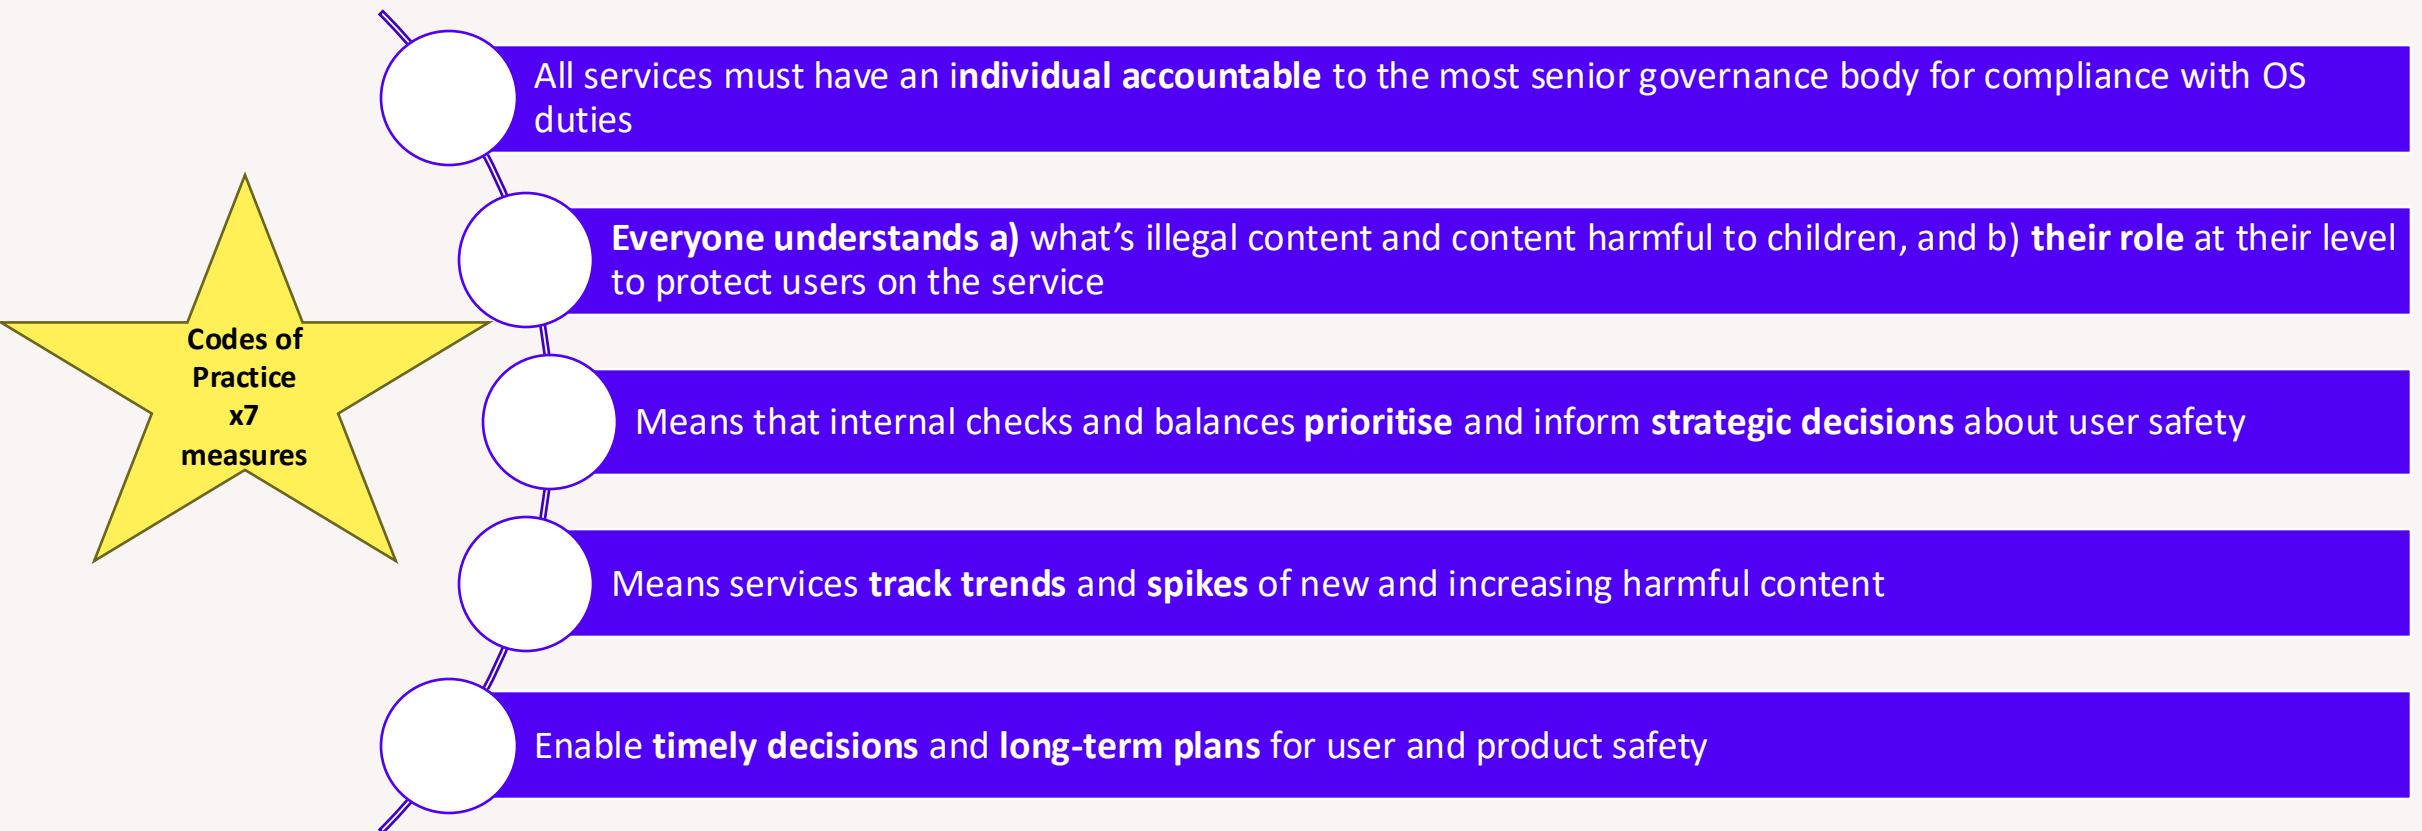 All services must have an individual accountable to the most senior governance body for compliance with OS
duties
Everyone understands a) what's illegal content and content harmful to children, and b) their role at their level
to protect users on the service
Codes of
Practice
x7
measures
Means that internal checks and balances prioritise and inform strategic decisions about user safety
Means services track trends and spikes of new and increasing harmful content
Enable timely decisions and long-term plans for user and product safety